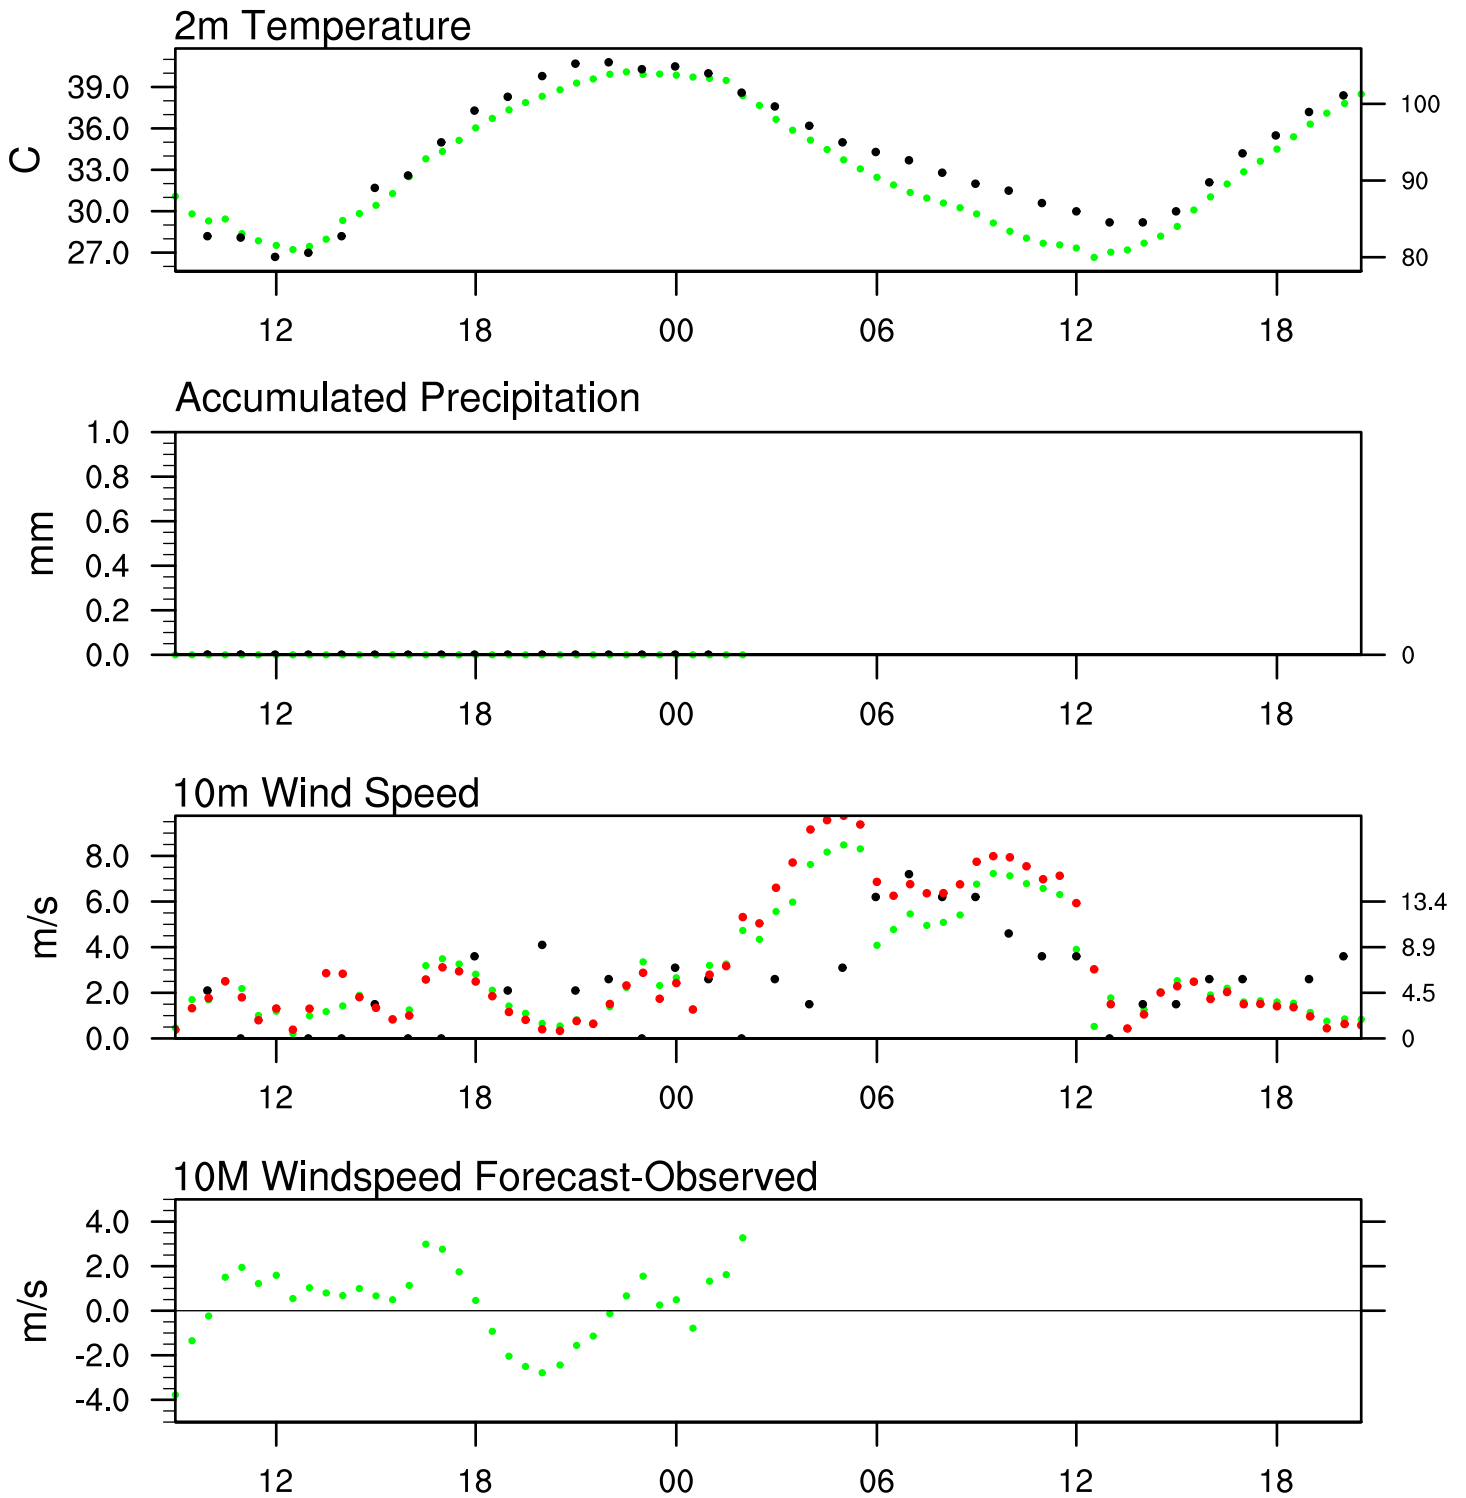 2m Temperature
39.0
36.0
33.0
30.0
27.0
C
100
90
80
12 18 00 06 12 18
Accumulated Precipitation
1.0
0.8
0.6
0.4
0.2
0.0
mm
0
12 18 00 06 12 18
10m Wind Speed
8.0
6.0
4.0
2.0
0.0
m/s
13.4
8.9
4.5
0
12 18 00 06 12 18
10M Windspeed Forecast-Observed
4.0
2.0
0.0
-2.0
-4.0
m/s
12 18 00 06 12 18